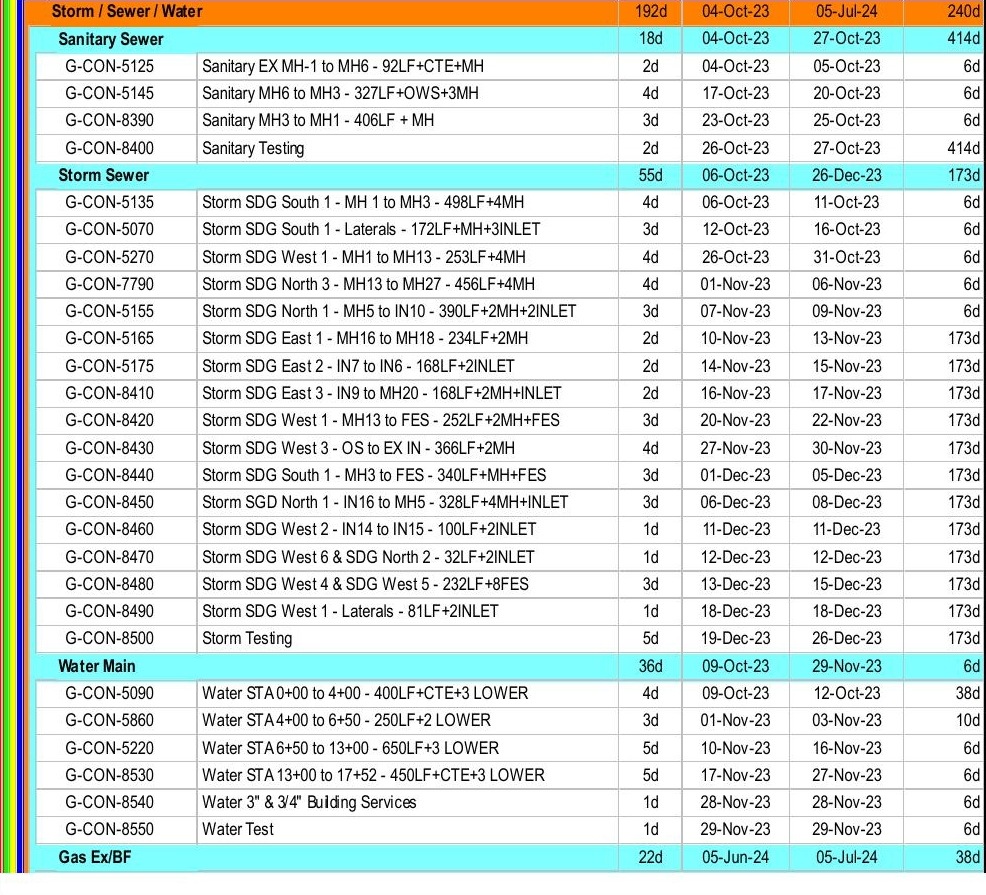 Storm / Sewer / Water 192d 04-Oct-23 05-Jul-24 240d
Sanitary Sewer 18d 04-Oct-23 27-Oct-23 414d
G-CON-5125 Sanitary EX MH-1 to MH6 - 92LF+CTE+MH 2d 04-Oct-23 05-Oct-23 6d
G-CON-5145 Sanitary MH6 to MH3 - 327LF+OWS+3MH 4d 17-Oct-23 20-Oct-23 6d
G-CON-8390 Sanitary MH3 to MH1 - 406LF + MH 3d 23-Oct-23 25-Oct-23 6d
G-CON-8400 Sanitary Testing 2d 26-Oct-23 27-Oct-23 414d
Storm Sewer 55d 06-Oct-23 26-Dec-23 173d
G-CON-5135 Storm SDG South 1 - MH 1 to MH3 - 498LF+4MH 4d 06-Oct-23 11-Oct-23 6d
G-CON-5070 Storm SDG South 1 - Laterals - 172LF+MH+3INLET 3d 12-Oct-23 16-Oct-23 6d
G-CON-5270 Storm SDG West 1 - MH1 to MH13 - 253LF+4MH 4d 26-Oct-23 31-Oct-23 6d
G-CON-7790 Storm SDG North 3 - MH13 to MH27 - 456LF+4MH 4d 01-Nov-23 06-Nov-23 6d
G-CON-5155 Storm SDG North 1 - MH5 to IN10 - 390LF+2MH+2INLET 3d 07-Nov-23 09-Nov-23 6d
G-CON-5165 Storm SDG East 1 - MH16 to MH18 - 234LF+2MH 2d 10-Nov-23 13-Nov-23 173d
G-CON-5175 Storm SDG East 2 - IN7 to IN6 - 168LF+2INLET 2d 14-Nov-23 15-Nov-23 173d
G-CON-8410 Storm SDG East 3 - IN9 to MH20 - 168LF+2MH+INLET 2d 16-Nov-23 17-Nov-23 173d
G-CON-8420 Storm SDG West 1 - MH13 to FES - 252LF+2MH+FES 3d 20-Nov-23 22-Nov-23 173d
G-CON-8430 Storm SDG West 3 - OS to EX IN - 366LF+2MH 4d 27-Nov-23 30-Nov-23 173d
G-CON-8440 Storm SDG South 1 - MH3 to FES - 340LF+MH+FES 3d 01-Dec-23 05-Dec-23 173d
G-CON-8450 Storm SGD North 1 - IN16 to MH5 - 328LF+4MH+INLET 3d 06-Dec-23 08-Dec-23 173d
G-CON-8460 Storm SDG West 2 - IN14 to IN15 - 100LF+2INLET 1d 11-Dec-23 11-Dec-23 173d
G-CON-8470 Storm SDG West 6 & SDG North 2 - 32LF+2INLET 1d 12-Dec-23 12-Dec-23 173d
G-CON-8480 Storm SDG West 4 & SDG West 5 - 232LF+8FES 3d 13-Dec-23 15-Dec-23 173d
G-CON-8490 Storm SDG West 1 - Laterals - 81LF+2INLET 1d 18-Dec-23 18-Dec-23 173d
G-CON-8500 Storm Testing 5d 19-Dec-23 26-Dec-23 173d
Water Main 36d 09-Oct-23 29-Nov-23 6d
G-CON-5090 Water STA 0+00 to 4+00 - 400LF+CTE+3 LOWER 4d 09-Oct-23 12-Oct-23 38d
G-CON-5860 Water STA 4+00 to 6+50 - 250LF+2 LOWER 3d 01-Nov-23 03-Nov-23 10d
G-CON-5220 Water STA 6+50 to 13+00 - 650LF+3 LOWER 5d 10-Nov-23 16-Nov-23 6d
G-CON-8530 Water STA 13+00 to 17+52 - 450LF+CTE+3 LOWER 5d 17-Nov-23 27-Nov-23 6d
G-CON-8540 Water 3" & 3/4" Building Services 1d 28-Nov-23 28-Nov-23 6d
G-CON-8550 Water Test 1d 29-Nov-23 29-Nov-23 6d
Gas Ex/BF 22d 05-Jun-24 05-Jul-24 38d